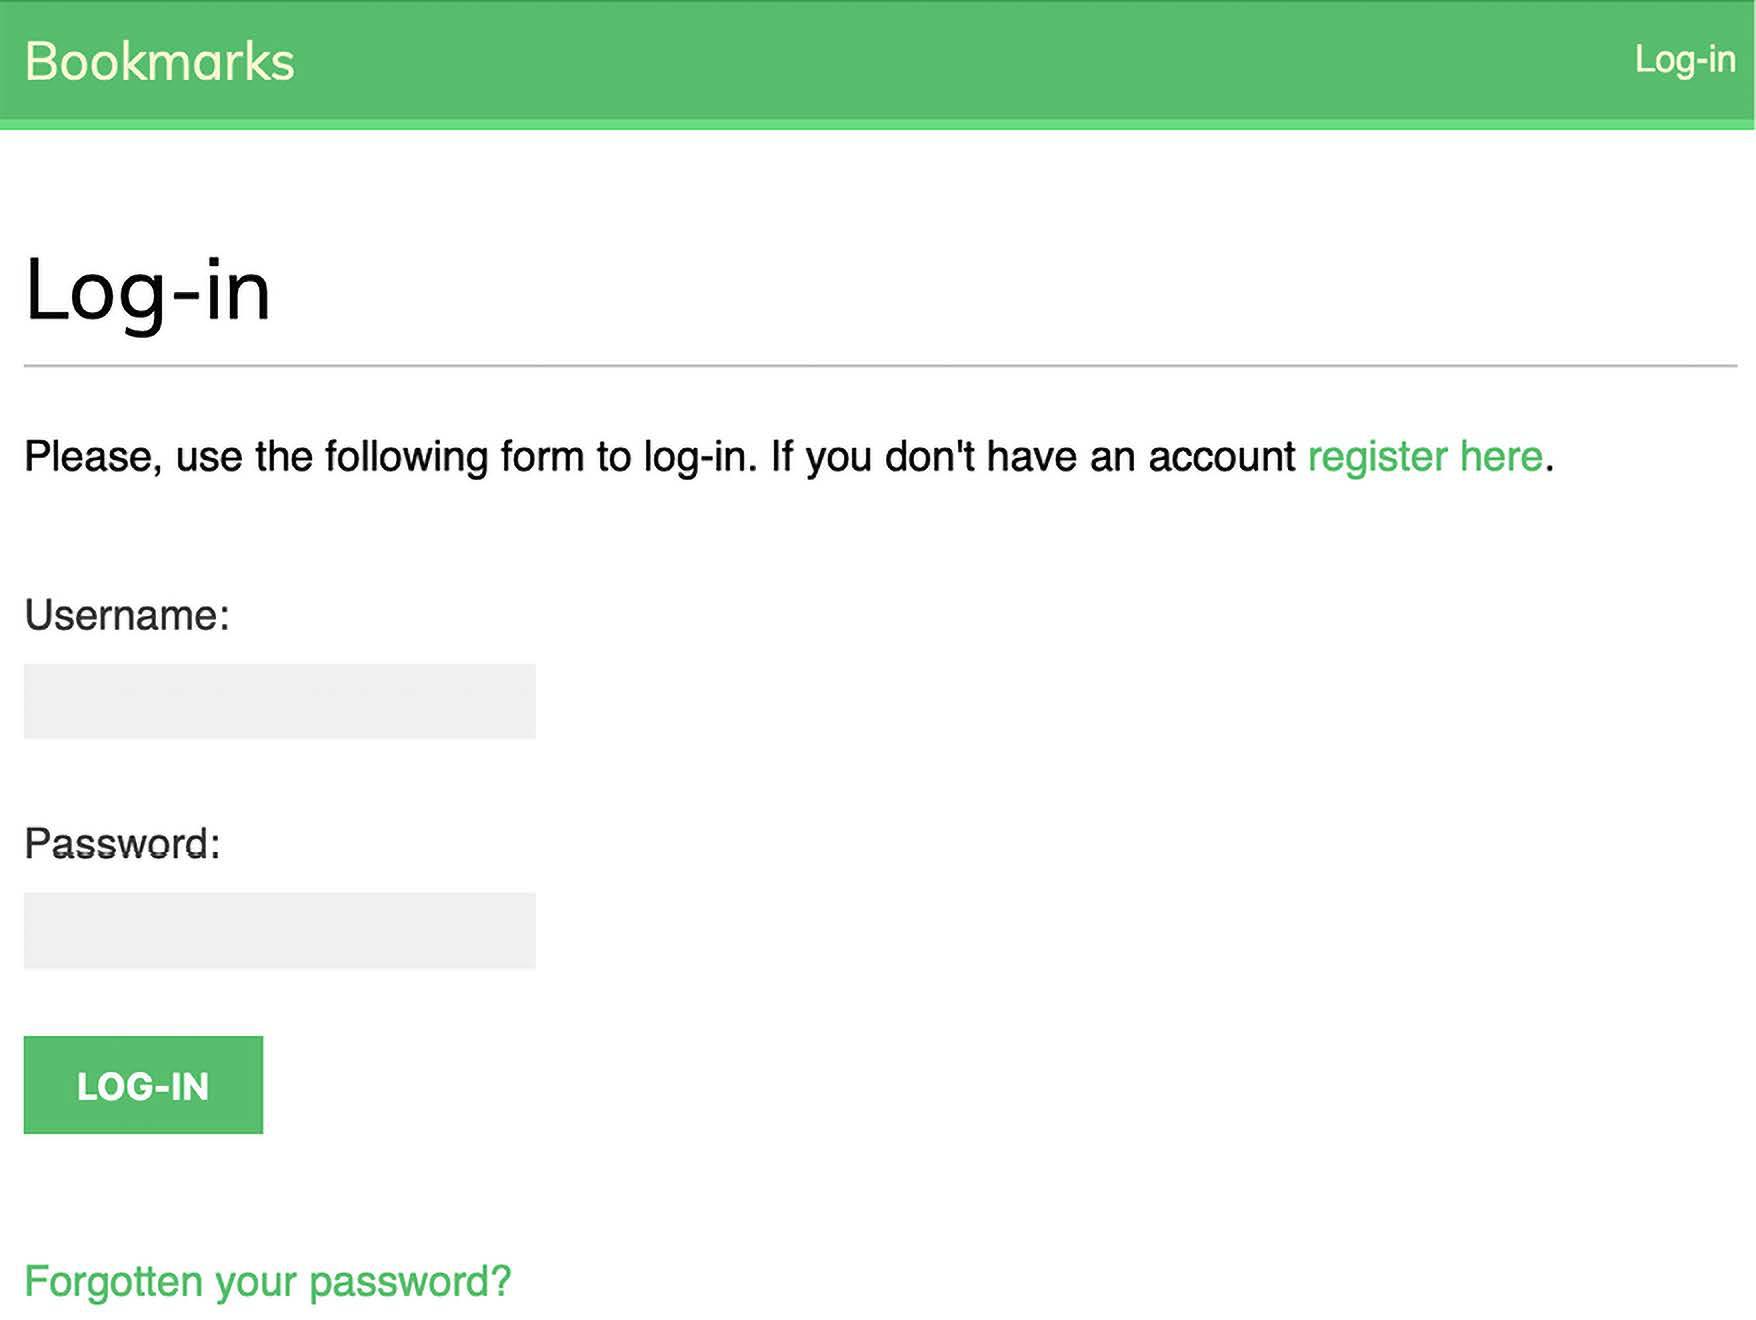 Bookmarks
Log-in
Log-in
Please, use the following form to log-in. If you don't have an account register here.
Username:
Password:
LOG-IN
Forgotten your password?